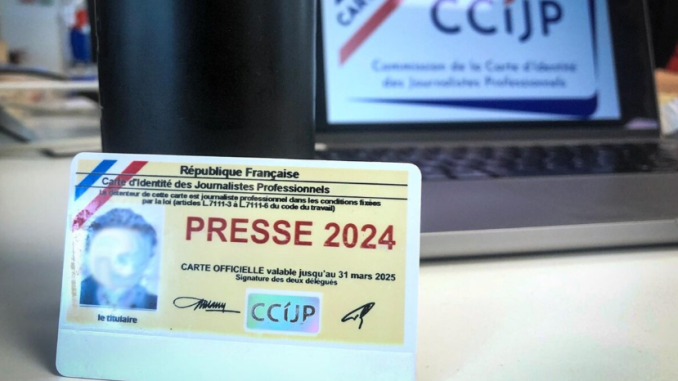 CARTE
CCIJP
Commission de la Carte d'Identité
des Journalistes Professionnels
République Française
Carte d'Identité des Journalistes Professionnels
Le détenteur de cette carte est journaliste professionnel dans les conditions fixées
par la loi (articles L.7111-3 à L.7111-6 du code du travail)
PRESSE 2024
CARTE OFFICIELLE valable jusqu'au 31 mars 2025
Signature des deux délégués
CCIJP
le titulaire